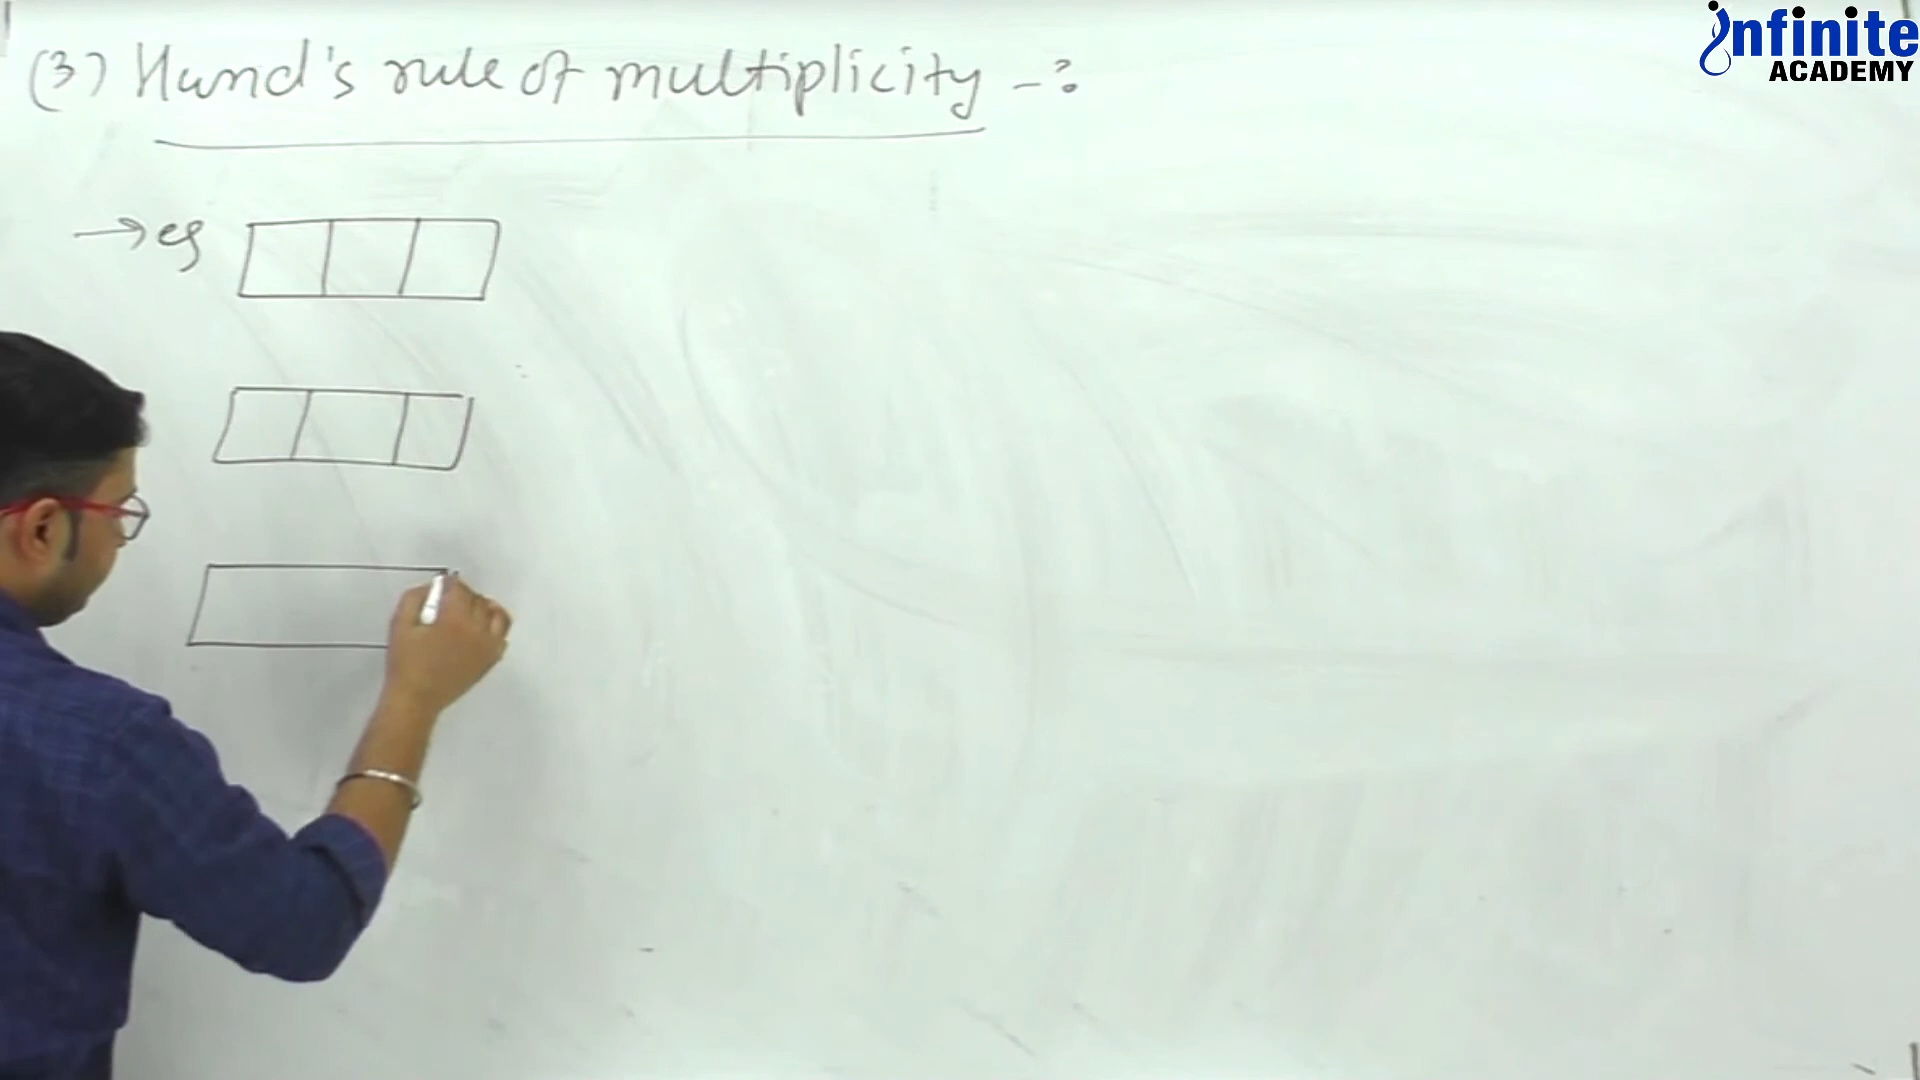 infinite
ACADEMY
(3) Hund's rule of multiplicity -:
→ eg